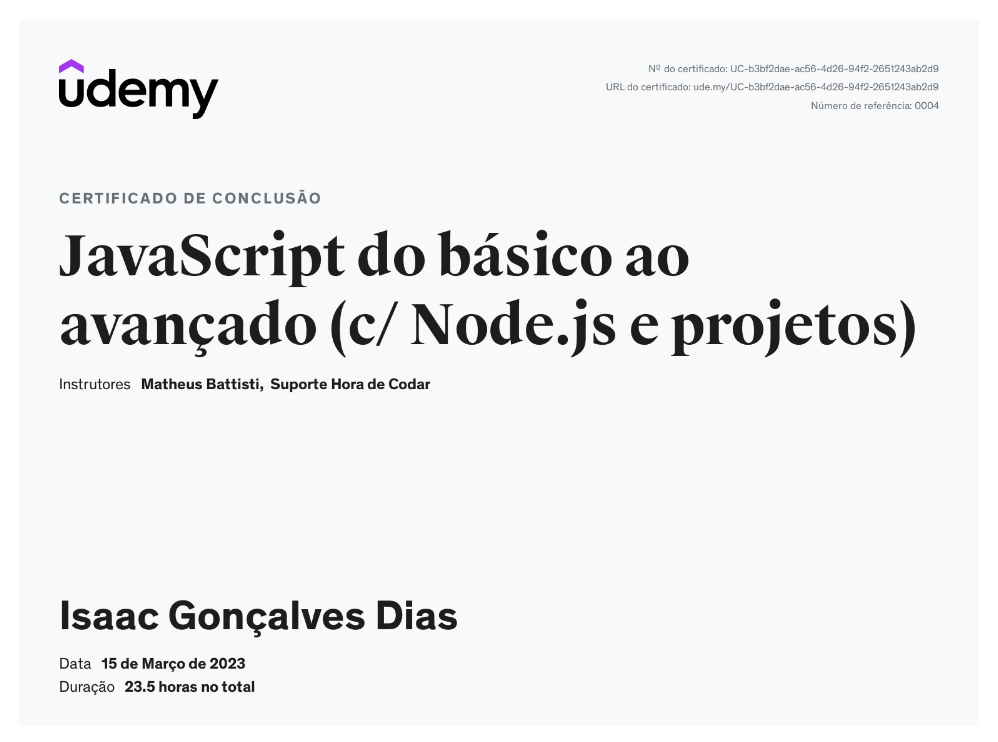 udemy
Nº do certificado: UC-b3bf2dae-ac56-4d26-94f2-2651243ab2d9
URL do certificado: ude.my/UC-b3bf2dae-ac56-4d26-94f2-2651243ab2d9
Número de referência: 0004
CERTIFICADO DE CONCLUSÃO
JavaScript do básico ao
avançado (c/ Node.js e projetos)
Instrutores Matheus Battisti, Suporte Hora de Codar
Isaac Gonçalves Dias
Data 15 de Março de 2023
Duração 23.5 horas no total